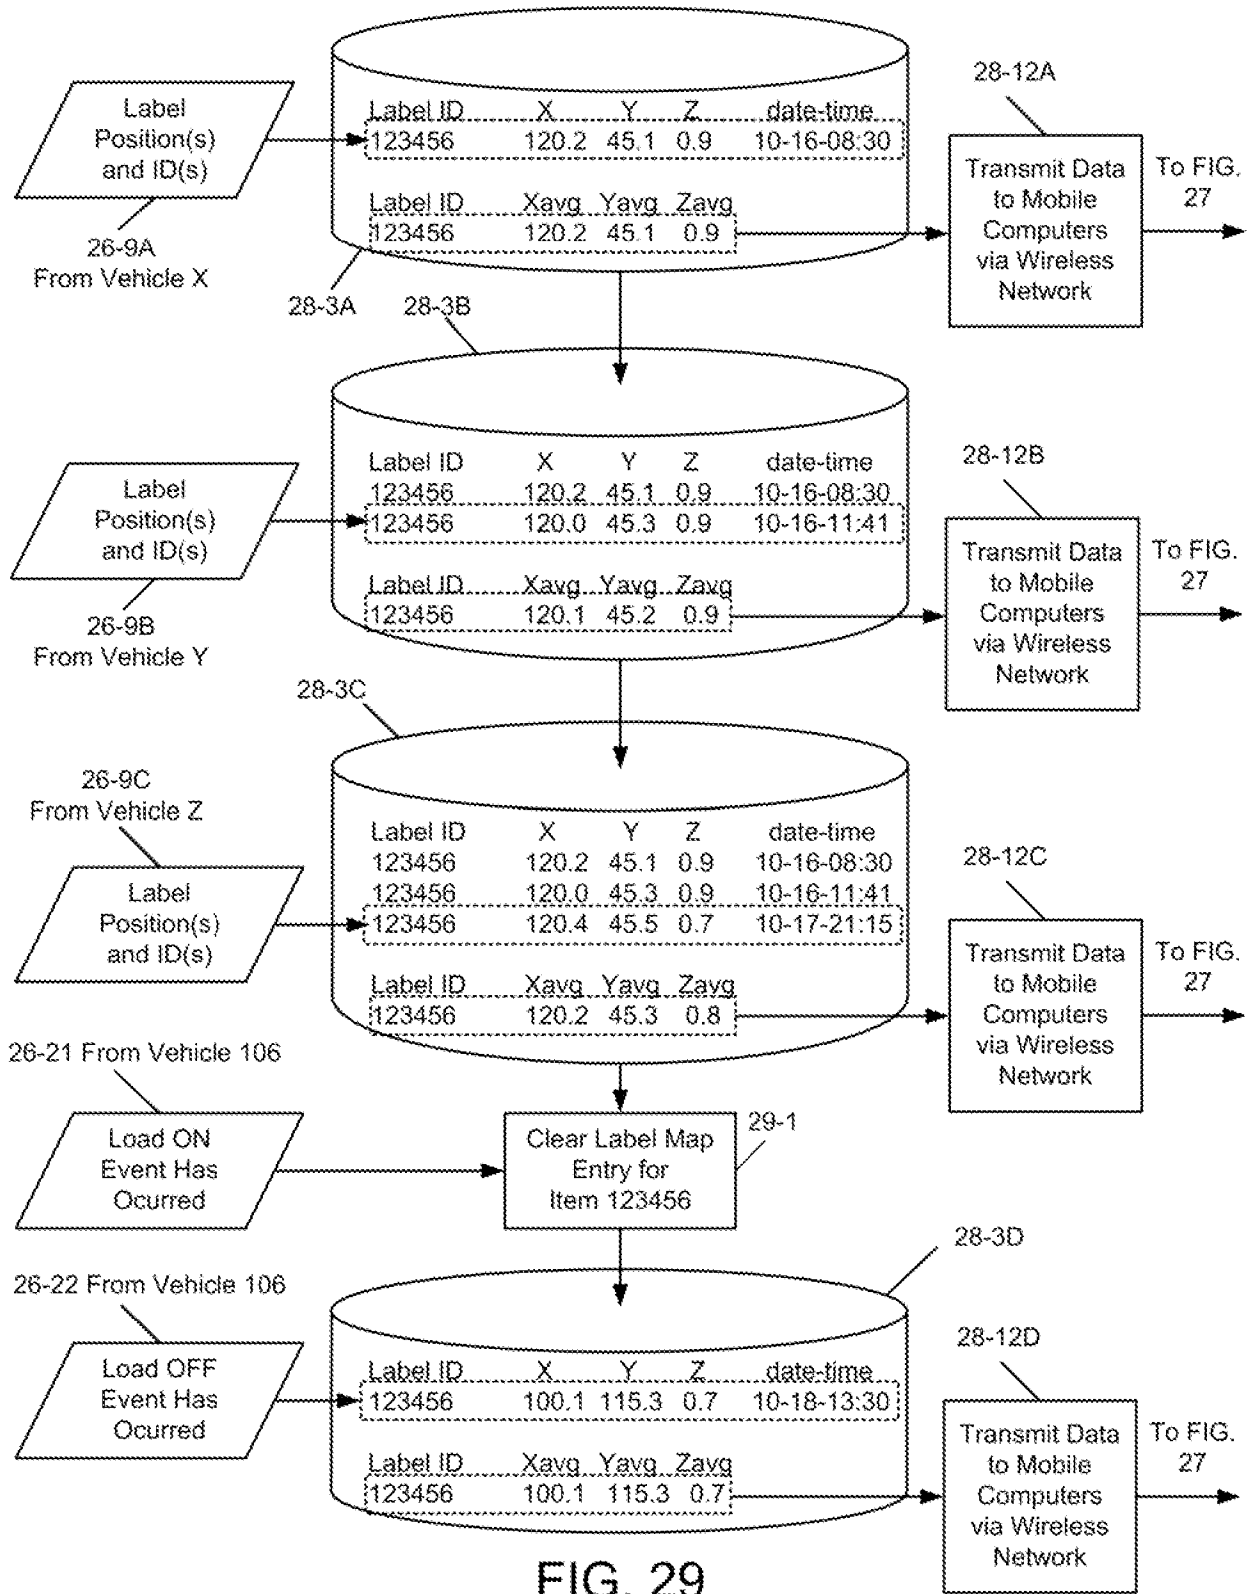 28-12A
Label ID X Y Z date-time
123456 120.2 45.1 0.9 10-16-08:30
Label
Position(s)
and ID(s)
Label ID Xavg Yavg Zavg
123456 120.2 45.1 0.9
Transmit Data
to Mobile
Computers
via Wireless
Network
To FIG.
27
26-9A
From Vehicle X
28-3A
28-3B
28-12B
Label ID X Y Z date-time
123456 120.2 45.1 0.9 10-16-08:30
123456 120.0 45.3 0.9 10-16-11:41
Label
Position(s)
and ID(s)
Label ID Xavg Yavg Zavg
123456 120.1 45.2 0.9
Transmit Data
to Mobile
Computers
via Wireless
Network
To FIG.
27
26-9B
From Vehicle Y
28-3C
26-9C
From Vehicle Z
28-12C
Label ID X Y Z date-time
123456 120.2 45.1 0.9 10-16-08:30
123456 120.0 45.3 0.9 10-16-11:41
123456 120.4 45.5 0.7 10-17-21:15
Label
Position(s)
and ID(s)
Label ID Xavg Yavg Zavg
123456 120.2 45.3 0.8
Transmit Data
to Mobile
Computers
via Wireless
Network
To FIG.
27
26-21 From Vehicle 106
Load ON
Event Has
Ocurred
Clear Label Map
Entry for
Item 123456
29-1
28-3D
26-22 From Vehicle 106
28-12D
Load OFF
Event Has
Ocurred
Label ID X Y Z date-time
123456 100.1 115.3 0.7 10-18-13:30
Label ID Xavg Yavg Zavg
123456 100.1 115.3 0.7
Transmit Data
to Mobile
Computers
via Wireless
Network
To FIG.
27
FIG. 29